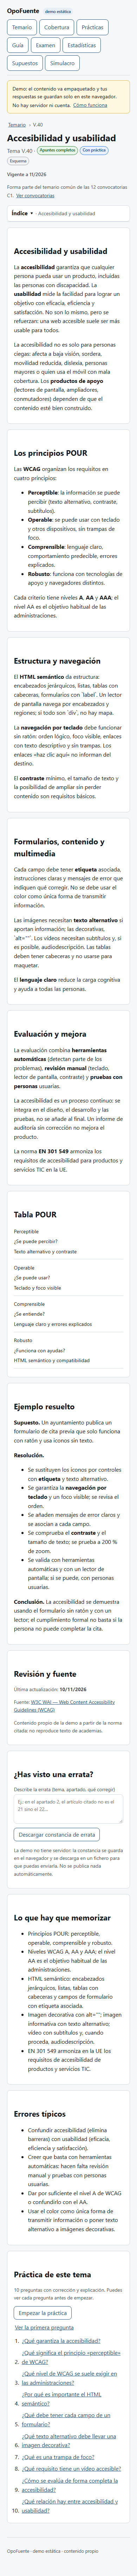 OpoFuente demo estática
Temario Cobertura Prácticas
Guía Examen Estadísticas
Supuestos Simulacro
Demo: el contenido va empaquetado y tus
respuestas se guardan solo en este navegador.
No hay servidor ni cuenta. Cómo funciona
Temario › V.40
Accesibilidad y usabilidad
Tema V.40 · Apuntes completos Con práctica
Esquema
Vigente a 11/2026
Forma parte del temario común de las 12 convocatorias
C1. Ver convocatorias
Índice ▾ Accesibilidad y usabilidad
Accesibilidad y usabilidad
La accesibilidad garantiza que cualquier
persona pueda usar un producto, incluidas
las personas con discapacidad. La
usabilidad mide lo fácil que es para lograr
un objetivo con eficacia, eficiencia y
satisfacción. No son lo mismo, pero se
refuerzan: una web accesible suele ser más
usable para todos.
La accesibilidad no es solo para personas
ciegas: afecta a baja visión, sordera,
movilidad reducida, dislexia, personas
mayores y quien usa el móvil en mala
cobertura. Los productos de apoyo
(lectores de pantalla, ampliadores,
conmutadores) dependen de que el
contenido esté bien construido.
Los principios POUR
Las WCAG organizan los requisitos en
cuatro principios:
• Perceptible: la información se puede
percibir (texto alternativo, contraste,
subtítulos).
• Operable: se puede usar con teclado
y otros dispositivos, sin trampas de
foco.
• Comprensible: lenguaje claro,
comportamiento predecible, errores
explicados.
• Robusto: funciona con navegadores y
tecnologías de apoyo diversas.
Cada criterio tiene niveles A, AA y AAA: el
nivel AA es el objetivo habitual de las
administraciones.
Estructura y navegación
El HTML semántico da estructura:
encabezados jerárquicos, listas, tablas con
cabeceras, formularios con `label`. Un lector
de pantalla navega por encabezados y
regiones; si todo son `div`, no hay mapa.
La navegación por teclado debe funcionar
sin ratón, orden lógico, foco visible, enlaces
con texto descriptivo y sin trampas. Los
enlaces «haz clic aquí» no informan del
destino.
El contraste mínimo, el tamaño de texto y
la posibilidad de ampliar sin perder
contenido son requisitos básicos.
Formularios, contenido y
multimedia
Cada campo debe tener etiqueta asociada,
instrucciones claras y mensajes de error que
indiquen qué corregir. No se debe usar el
color como única forma de transmitir
información.
Las imágenes necesitan texto alternativo si
aportan información; las decorativas,
`alt=""`. Los vídeos necesitan subtítulos y, si
es posible, audiodescripción. Las tablas
deben tener cabeceras y no usarse para
maquetar.
El lenguaje claro reduce la carga cognitiva
y ayuda a todas las personas.
Evaluación y mejora
La evaluación combina herramientas
automáticas (detectan parte de los
problemas), revisión manual (teclado,
lector de pantalla, contraste) y pruebas con
personas usuarias.
La accesibilidad es un proceso continuo: se
integra en el diseño, el desarrollo y las
pruebas, no se añade al final. Un informe de
auditoría sin corrección no mejora el
producto.
La norma EN 301 549 armoniza los
requisitos de accesibilidad para productos y
servicios TIC en la UE.
Tabla POUR
Perceptible
¿Se puede percibir?
Texto alternativo y contraste
Operable
¿Se puede usar?
Teclado y foco visible
Comprensible
¿Se entiende?
Lenguaje claro y errores explicados
Robusto
¿Funciona con ayudas?
HTML semántico y compatibilidad
Ejemplo resuelto
Supuesto. Un ayuntamiento publica un
formulario de cita previa que solo funciona
con ratón y usa iconos sin texto.
Resolución.
• Se sustituyen los iconos por controles
con etiqueta y texto alternativo.
• Se garantiza la navegación por
teclado y un foco visible; se revisa el
orden.
• Se añaden mensajes de error claros y
se asocian a cada campo.
• Se comprueba el contraste y el
tamaño de texto; se prueba a 200 %
de zoom.
• Se valida con herramientas
automáticas y con un lector de
pantalla; si se puede, con personas
usuarias.
Conclusión. La accesibilidad se demuestra
usando el formulario sin ratón y con un
lector; el cumplimiento formal no basta si la
persona no puede completar la cita.
Revisión y fuente
Última actualización: 10/11/2026
Fuente: W3C WAI — Web Content Accessibility
Guidelines (WCAG)
Contenido propio de la demo a partir de la norma
citada: no reproduce texto de academias.
¿Has visto una errata?
Describe la errata (tema, apartado, qué corregir)
Ej.: en el apartado 2, el artículo citado no es el
21 sino el 22...
Descargar constancia de errata
La demo no tiene servidor: la constancia se guarda
en el navegador y se descarga en un fichero para
que puedas enviarla. No se publica nada
automáticamente.
Lo que hay que memorizar
• Principios POUR: perceptible,
operable, comprensible y robusto.
• Niveles WCAG A, AA y AAA; el nivel
AA es el objetivo habitual de las
administraciones.
• HTML semántico: encabezados
jerárquicos, listas, tablas con
cabeceras y campos de formulario
con etiqueta asociada.
• Imagen decorativa con alt=""; imagen
informativa con texto alternativo;
vídeo con subtítulos y, cuando
proceda, audiodescripción.
• EN 301 549 armoniza en la UE los
requisitos de accesibilidad de
productos y servicios TIC.
Errores típicos
• Confundir accesibilidad (elimina
barreras) con usabilidad (eficacia,
eficiencia y satisfacción).
• Creer que basta con herramientas
automáticas: hacen falta revisión
manual y pruebas con personas
usuarias.
• Dar por suficiente el nivel A de WCAG
o confundirlo con el AA.
• Usar el color como única forma de
transmitir información o poner texto
alternativo a imágenes decorativas.
Práctica de este tema
10 preguntas con corrección y explicación. Puedes
ver cada pregunta antes de empezar.
Empezar la práctica
Ver la primera pregunta
1. ¿Qué garantiza la accesibilidad?
2. ¿Qué significa el principio «perceptible»
de WCAG?
3. ¿Qué nivel de WCAG se suele exigir en
las administraciones?
4. ¿Por qué es importante el HTML
semántico?
5. ¿Qué debe tener cada campo de un
formulario?
6. ¿Qué texto alternativo debe llevar una
imagen decorativa?
7. ¿Qué es una trampa de foco?
8. ¿Qué requisito tiene un vídeo accesible?
9. ¿Cómo se evalúa de forma completa la
accesibilidad?
10. ¿Qué relación hay entre accesibilidad y
usabilidad?
OpoFuente · demo estática · contenido propio